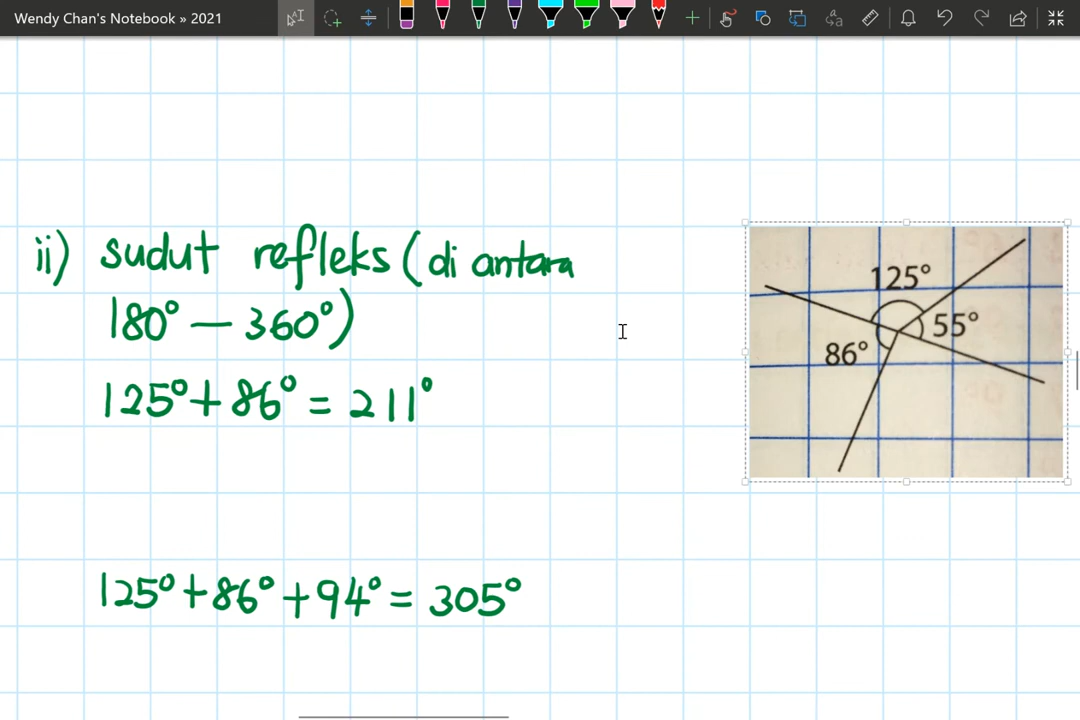 Wendy Chan's Notebook » 2021
ii) sudut refleks (di antara
180° – 360°)
125° + 86° = 211°
125° + 86° + 94° = 305°
125°
55°
86°